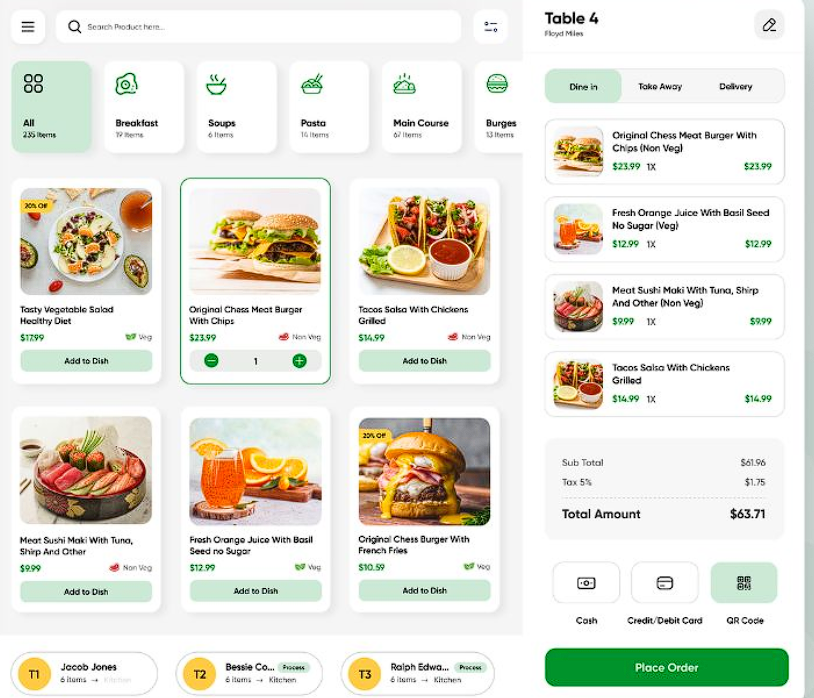 Search Product here...
All
235 Items
Breakfast
19 Items
Soups
6 Items
Pasta
14 Items
Main Course
67 Items
Burges
13 Items
20% Off
Tasty Vegetable Salad
Healthy Diet
$17.99
Veg
Add to Dish
Original Chess Meat Burger
With Chips
$23.99
Non Veg
1
Tacos Salsa With Chickens
Grilled
$14.99
Non Veg
Add to Dish
Meat Sushi Maki With Tuna,
Shirp And Other
$9.99
Non Veg
Add to Dish
Fresh Orange Juice With Basil
Seed no Sugar
$12.99
Veg
Add to Dish
20% Off
Original Chess Burger With
French Fries
$10.59
Veg
Add to Dish
T1
Jacob Jones
6 items → Kitchen
T2
Bessie Co...
Process
6 items → Kitchen
T3
Ralph Edwa...
Process
6 items → Kitchen
Table 4
Floyd Miles
Dine in
Take Away
Delivery
Original Chess Meat Burger With
Chips (Non Veg)
$23.99 1X $23.99
Fresh Orange Juice With Basil Seed
No Sugar (Veg)
$12.99 1X $12.99
Meat Sushi Maki With Tuna, Shirp
And Other (Non Veg)
$9.99 1X $9.99
Tacos Salsa With Chickens
Grilled
$14.99 1X $14.99
Sub Total $61.96
Tax 5% $1.75
Total Amount $63.71
Cash
Credit/Debit Card
QR Code
Place Order